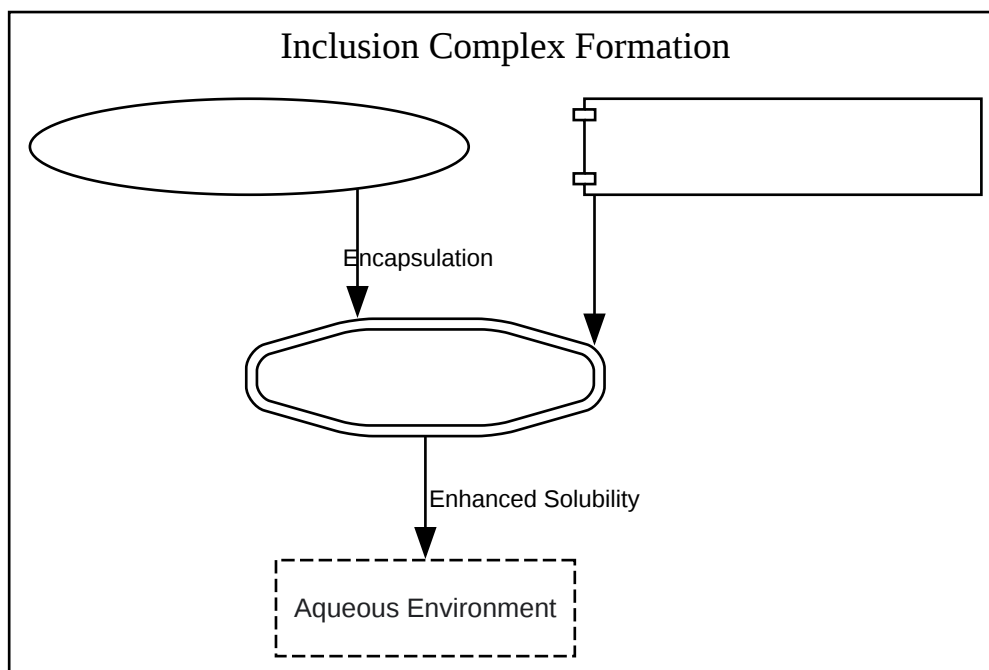 Inclusion Complex Formation
Encapsulation
Enhanced Solubility
Aqueous Environment